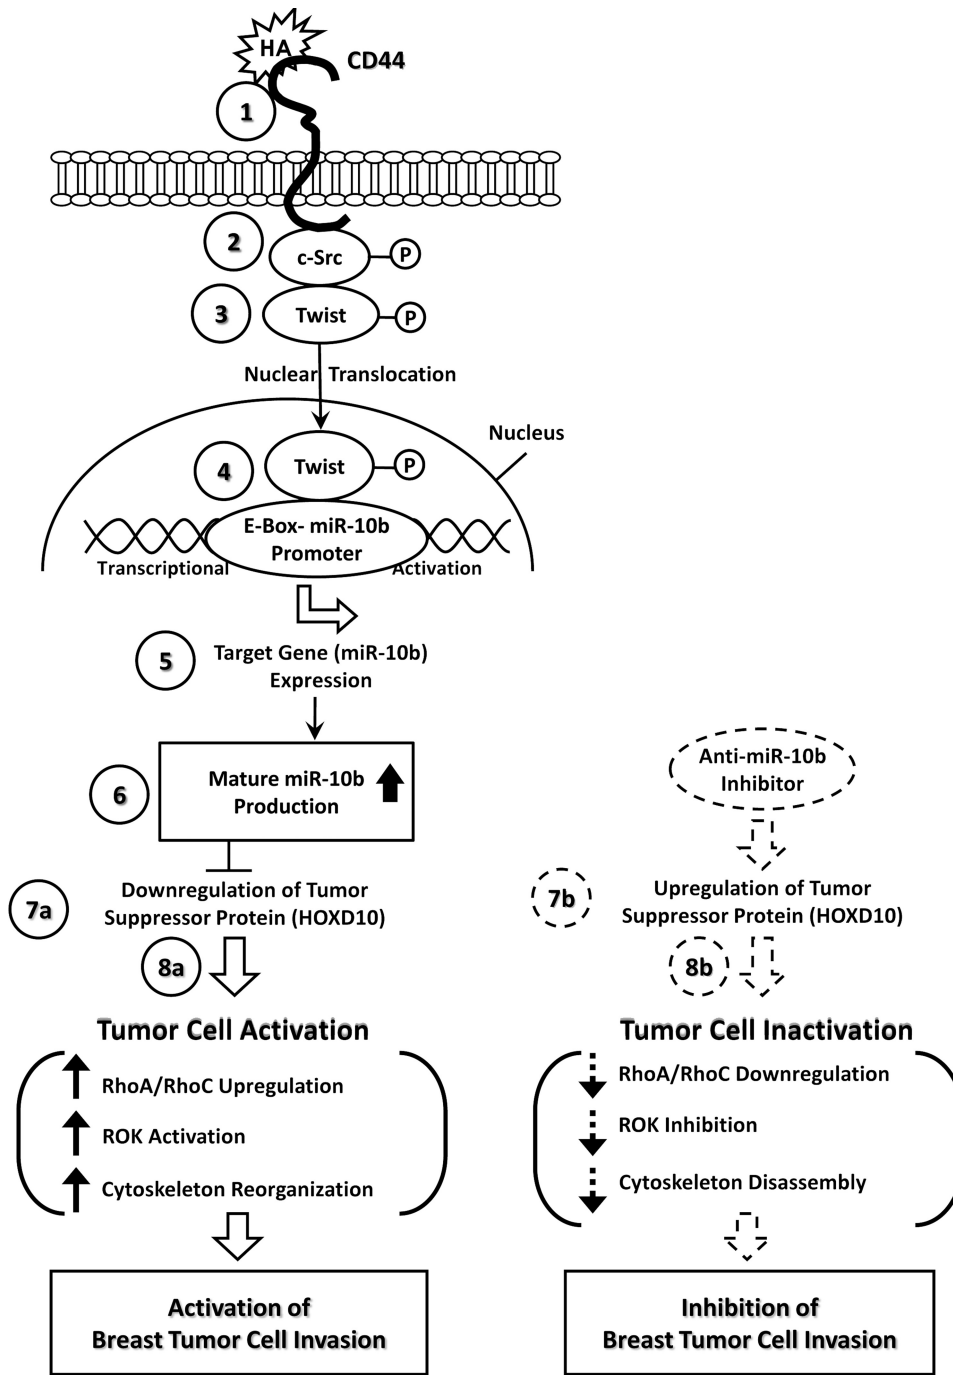 HA
CD44
1
2
c-Src
P
3
Twist
P
Nuclear Translocation
Nucleus
4
Twist
P
E-Box- miR-10b
Promoter
Transcriptional
Activation
5
Target Gene (miR-10b)
Expression
6
Mature miR-10b
Production
7a
Downregulation of Tumor
Suppressor Protein (HOXD10)
8a
Tumor Cell Activation
RhoA/RhoC Upregulation
ROK Activation
Cytoskeleton Reorganization
Activation of
Breast Tumor Cell Invasion
Anti-miR-10b
Inhibitor
7b
Upregulation of Tumor
Suppressor Protein (HOXD10)
8b
Tumor Cell Inactivation
RhoA/RhoC Downregulation
ROK Inhibition
Cytoskeleton Disassembly
Inhibition of
Breast Tumor Cell Invasion